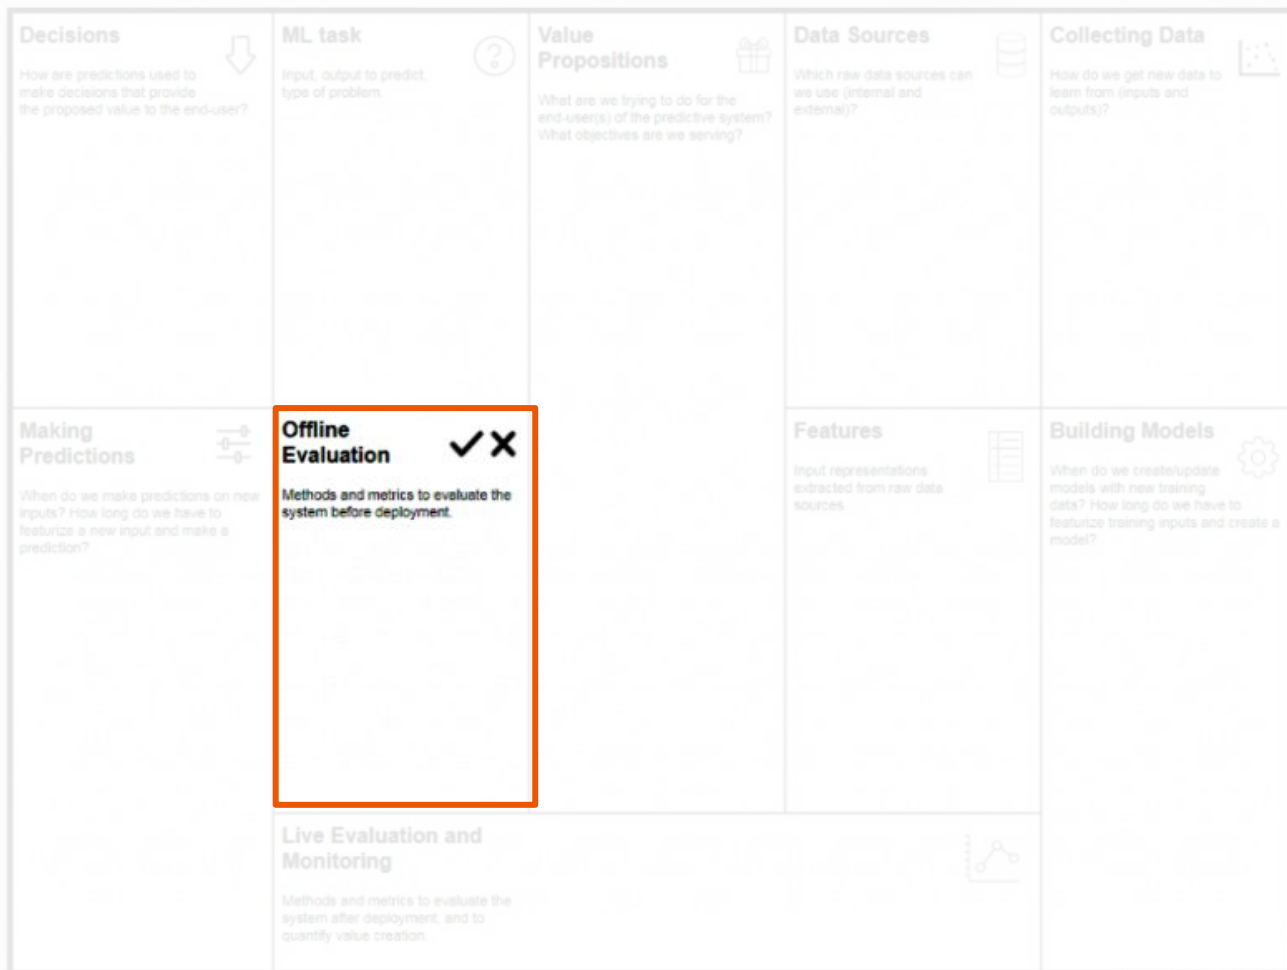 Decisions
How are predictions used to
make decisions that provide
the proposed value to the end-user?
ML task
Input, output to predict,
type of problem.
Value
Propositions
What are we trying to do for the
end-user(s) of the predictive system?
What objectives are we serving?
Data Sources
Which raw data sources can
we use (internal and
external)?
Collecting Data
How do we get new data to
learn from (inputs and
outputs)?
Making
Predictions
When do we make predictions on new
inputs? How long do we have to
featurize a new input and make a
prediction?
Offline
Evaluation
Methods and metrics to evaluate the
system before deployment.
Features
Input representations
extracted from raw data
sources
Building Models
When do we create/update
models with new training
data? How long do we have to
featurize training inputs and create a
model?
Live Evaluation and
Monitoring
Methods and metrics to evaluate the
system after deployment, and to
quantify value creation.